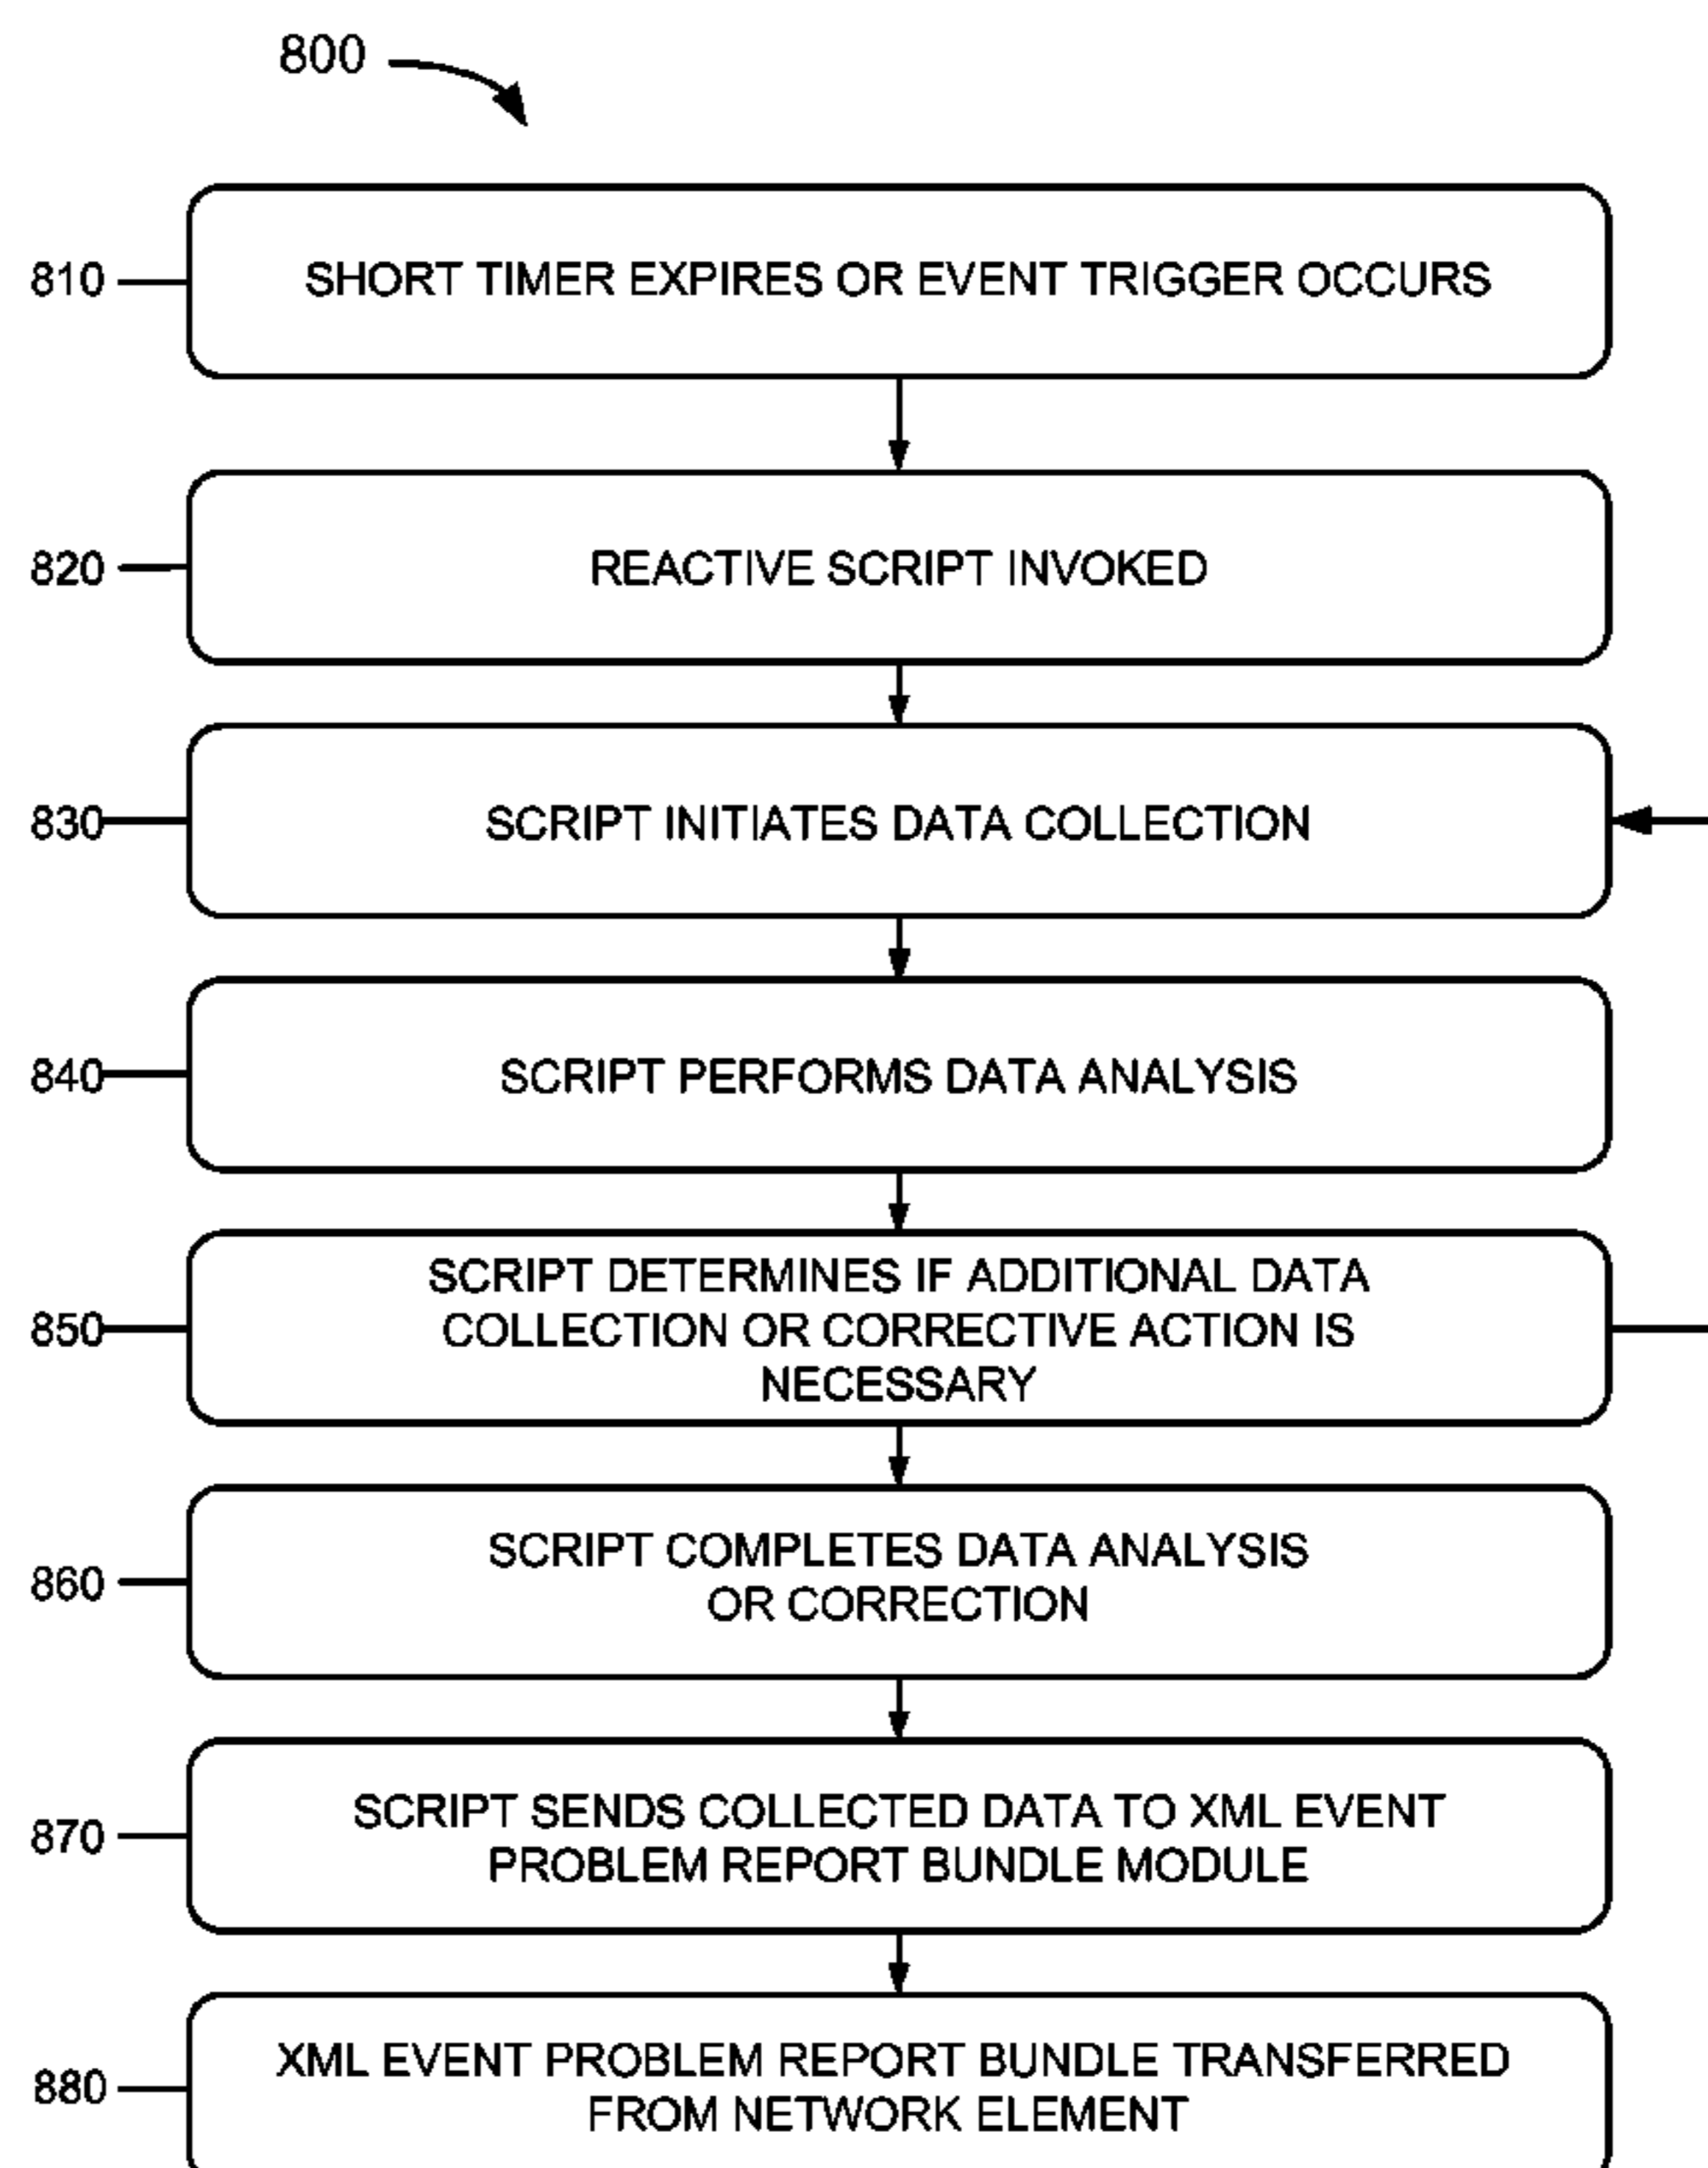 800
810
SHORT TIMER EXPIRES OR EVENT TRIGGER OCCURS
820
REACTIVE SCRIPT INVOKED
830
SCRIPT INITIATES DATA COLLECTION
840
SCRIPT PERFORMS DATA ANALYSIS
850
SCRIPT DETERMINES IF ADDITIONAL DATA
COLLECTION OR CORRECTIVE ACTION IS
NECESSARY
860
SCRIPT COMPLETES DATA ANALYSIS
OR CORRECTION
870
SCRIPT SENDS COLLECTED DATA TO XML EVENT
PROBLEM REPORT BUNDLE MODULE
880
XML EVENT PROBLEM REPORT BUNDLE TRANSFERRED
FROM NETWORK ELEMENT